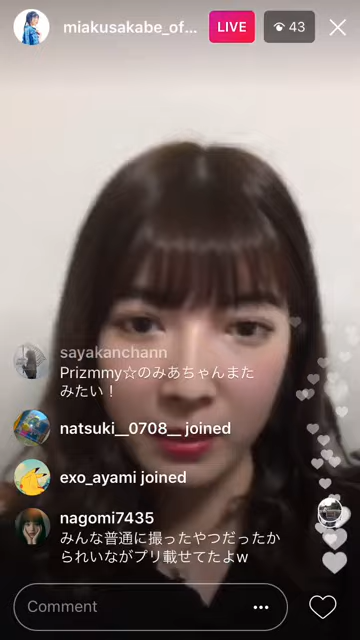 miakusakabe_of...
LIVE
43
sayakanchann
Prizmmy☆のみあちゃんまた
みたい！
natsuki__0708__ joined
exo_ayami joined
nagomi7435
みんな普通に撮ったやつだったか
られいながプリ載せてたよw
Comment